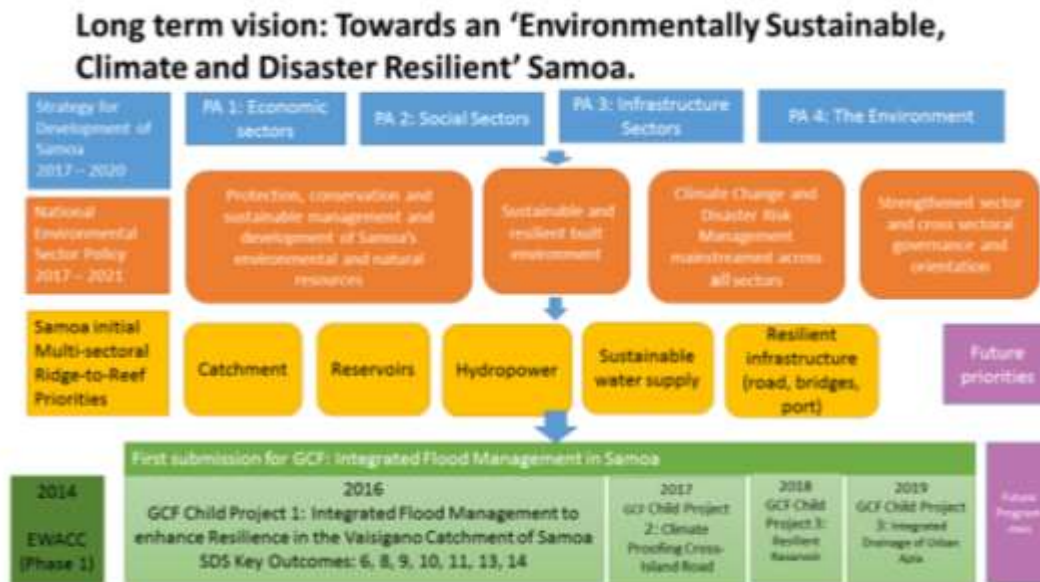 Long term vision: Towards an ‘Environmentally Sustainable,
Climate and Disaster Resilient’ Samoa.
Strategy for
Development of
Samoa
2017 – 2020
PA 1: Economic
sectors
PA 2: Social Sectors
PA 3: Infrastructure
Sectors
PA 4: The Environment
National
Environmental
Sector Policy
2017 – 2021
Protection, conservation and
sustainable management and
development of Samoa's
environmental and natural
resources
Sustainable and
resilient built
environment
Climate Change and
Disaster Risk
Management
mainstreamed across
all sectors
Strengthened sector
and cross sectoral
governance and
orientation
Samoa initial
Multi-sectoral
Ridge-to-Reef
Priorities
Catchment
Reservoirs
Hydropower
Sustainable
water supply
Resilient
infrastructure
(road, bridges,
port)
Future
priorities
First submission for GCF: Integrated Flood Management in Samoa
2014
EWACC
(Phase 1)
2016
GCF Child Project 1: Integrated Flood Management to
enhance Resilience in the Vaisigano Catchment of Samoa
SDS Key Outcomes: 6, 8, 9, 10, 11, 13, 14
2017
GCF Child Project
2: Climate
Proofing Cross-
Island Road
2018
GCF Child
Project 3:
Resilient
Reservoir
2019
GCF Child Project
3: Integrated
Drainage of Urban
Apia
Future